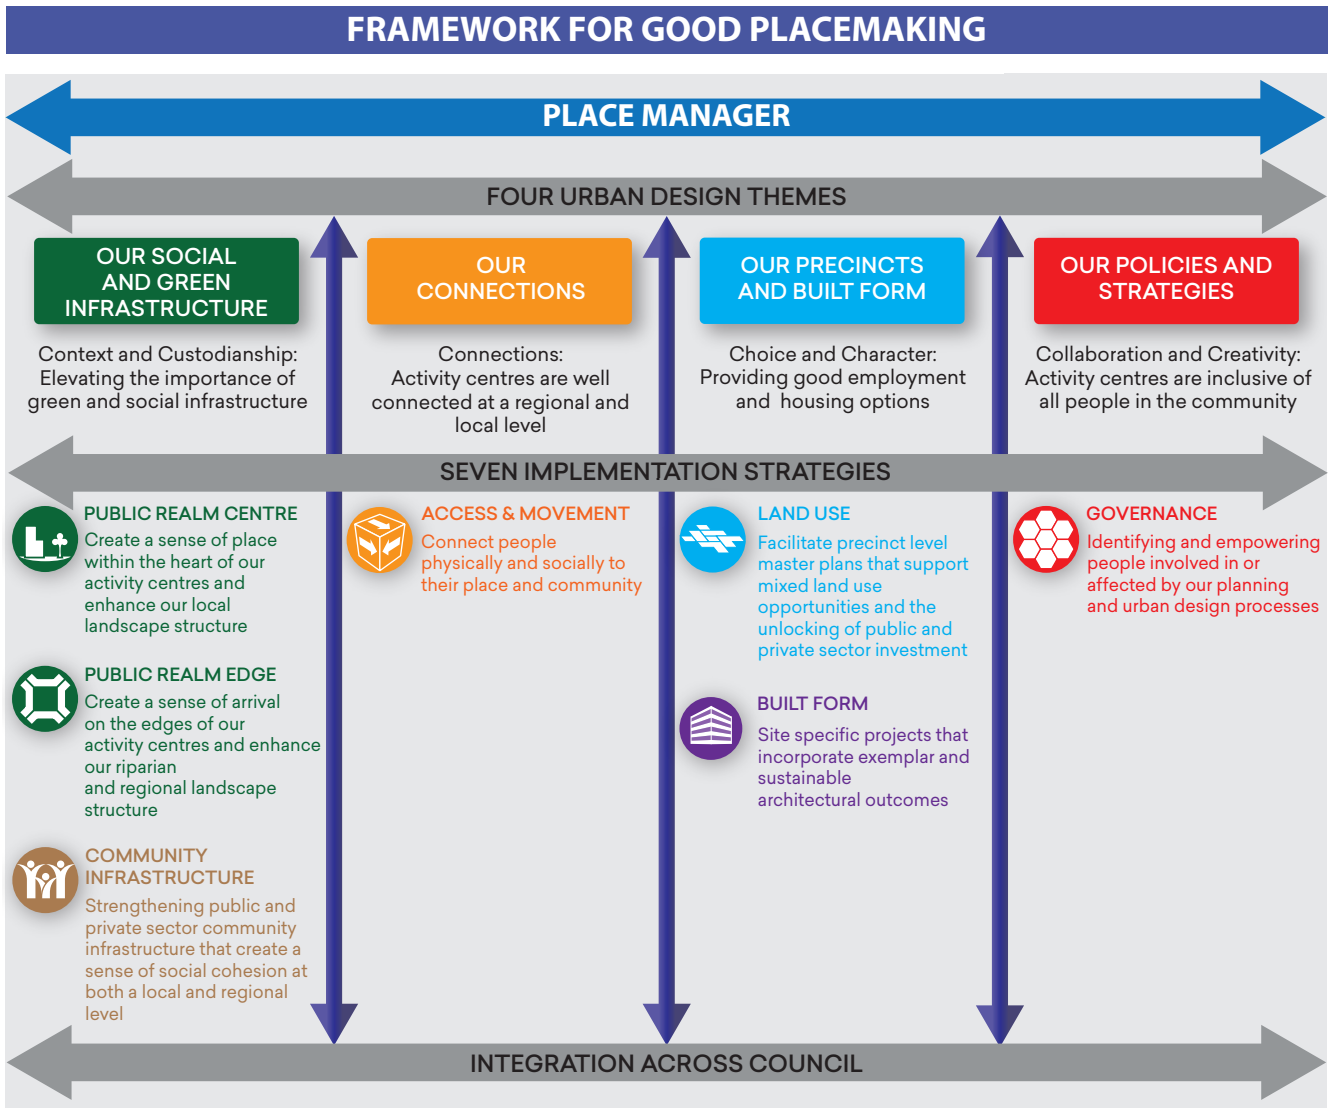 FRAMEWORK FOR GOOD PLACEMAKING
PLACE MANAGER
FOUR URBAN DESIGN THEMES
OUR SOCIAL
AND GREEN
INFRASTRUCTURE
Context and Custodianship:
Elevating the importance of
green and social infrastructure
OUR
CONNECTIONS
Connections:
Activity centres are well
connected at a regional and
local level
OUR PRECINCTS
AND BUILT FORM
Choice and Character:
Providing good employment
and housing options
OUR POLICIES AND
STRATEGIES
Collaboration and Creativity:
Activity centres are inclusive of
all people in the community
SEVEN IMPLEMENTATION STRATEGIES
PUBLIC REALM CENTRE
Create a sense of place
within the heart of our
activity centres and
enhance our local
landscape structure
PUBLIC REALM EDGE
Create a sense of arrival
on the edges of our
activity centres and enhance
our riparian
and regional landscape
structure
COMMUNITY
INFRASTRUCTURE
Strengthening public and
private sector community
infrastructure that create a
sense of social cohesion at
both a local and regional
level
ACCESS & MOVEMENT
Connect people
physically and socially to
their place and community
LAND USE
Facilitate precinct level
master plans that support
mixed land use
opportunities and the
unlocking of public and
private sector investment
BUILT FORM
Site specific projects that
incorporate exemplar and
sustainable
architectural outcomes
GOVERNANCE
Identifying and empowering
people involved in or
affected by our planning
and urban design processes
INTEGRATION ACROSS COUNCIL